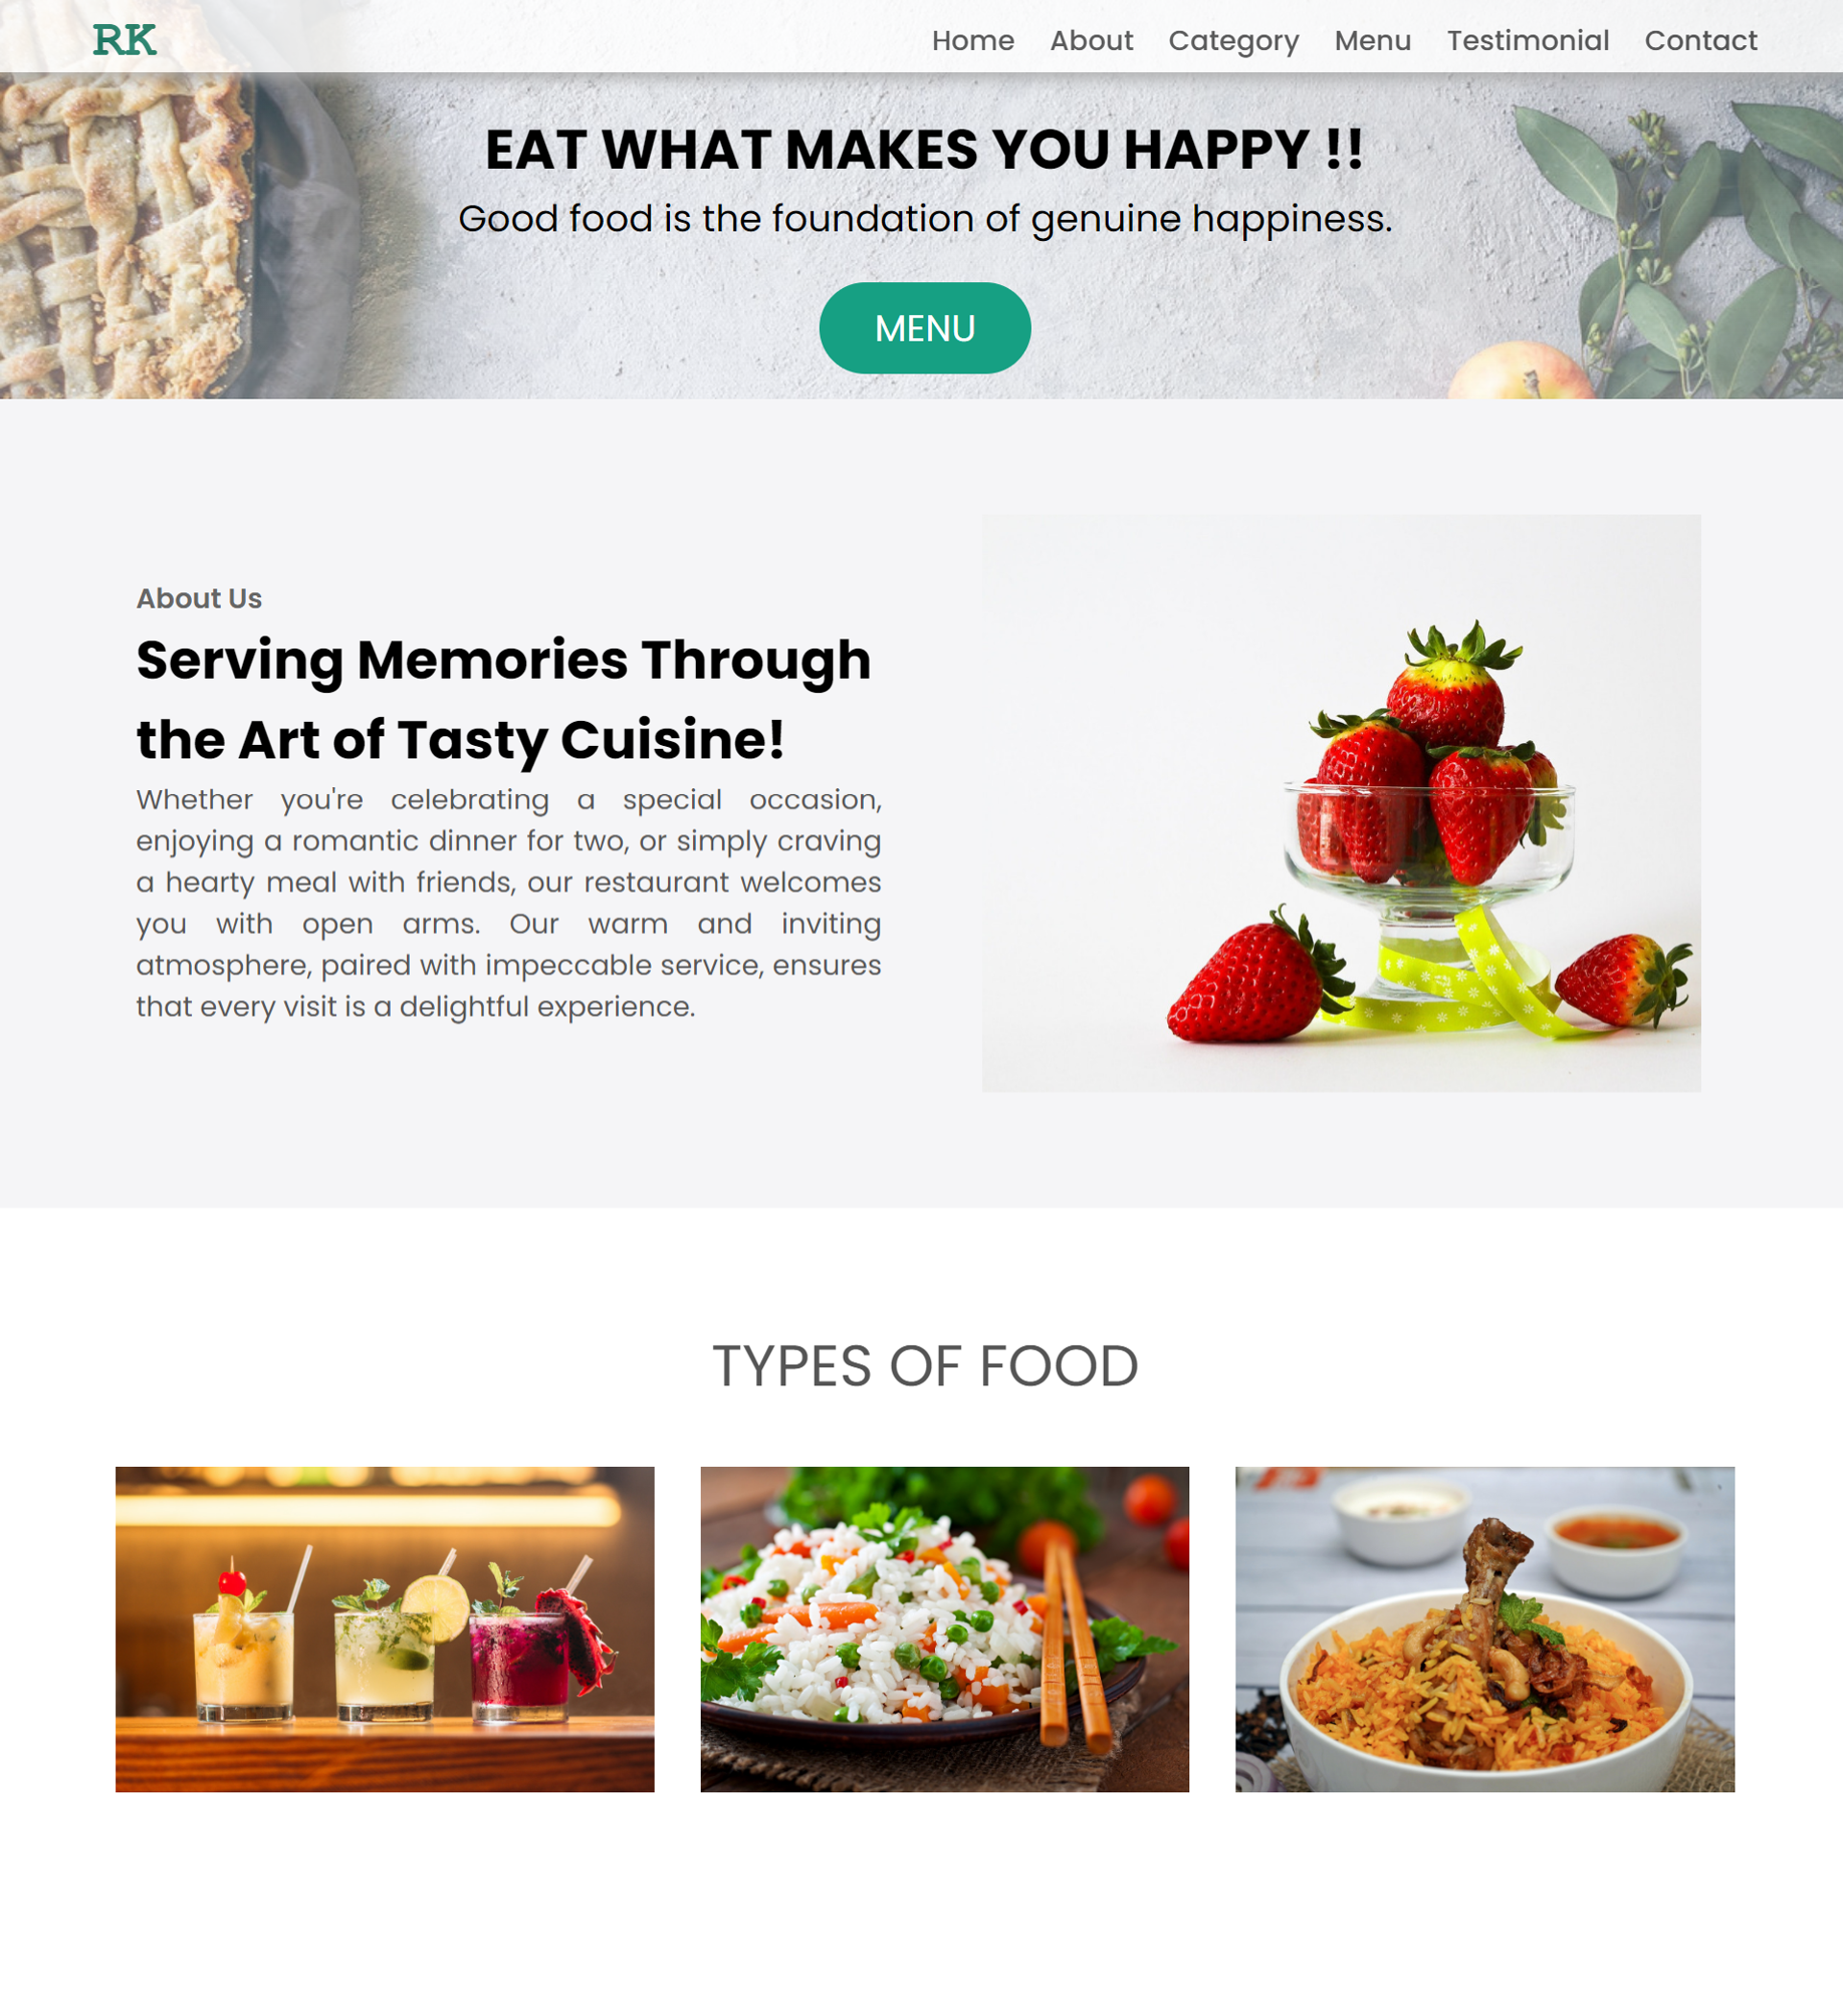 RK
Home About Category Menu Testimonial Contact
EAT WHAT MAKES YOU HAPPY !!
Good food is the foundation of genuine happiness.
MENU
About Us
Serving Memories Through
the Art of Tasty Cuisine!
Whether you're celebrating a special occasion,
enjoying a romantic dinner for two, or simply craving
a hearty meal with friends, our restaurant welcomes
you with open arms. Our warm and inviting
atmosphere, paired with impeccable service, ensures
that every visit is a delightful experience.
TYPES OF FOOD